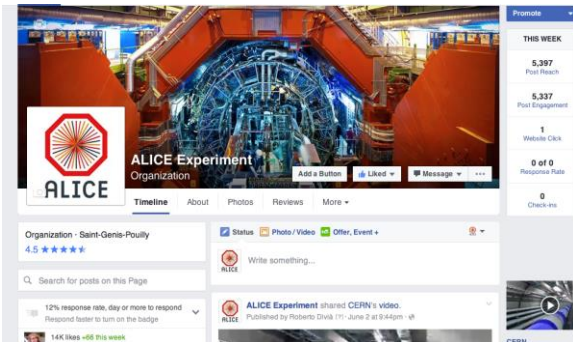 Promote
THIS WEEK
5,397
Post Reach
5,337
Post Engagement
1
Website Click
0 of 0
Response Rate
0
Check-ins
ALICE
ALICE Experiment
Organization
Add a Button
Liked
Message
Timeline
About
Photos
Reviews
More
Organization · Saint-Genis-Pouilly
4.5
Search for posts on this Page
12% response rate, day or more to respond
Respond faster to turn on the badge
14K likes +66 this week
Status
Photo / Video
Offer, Event +
ALICE
Write something...
ALICE
ALICE Experiment shared CERN's video.
Published by Roberto Divià [?] · June 2 at 9:44pm ·
CERN